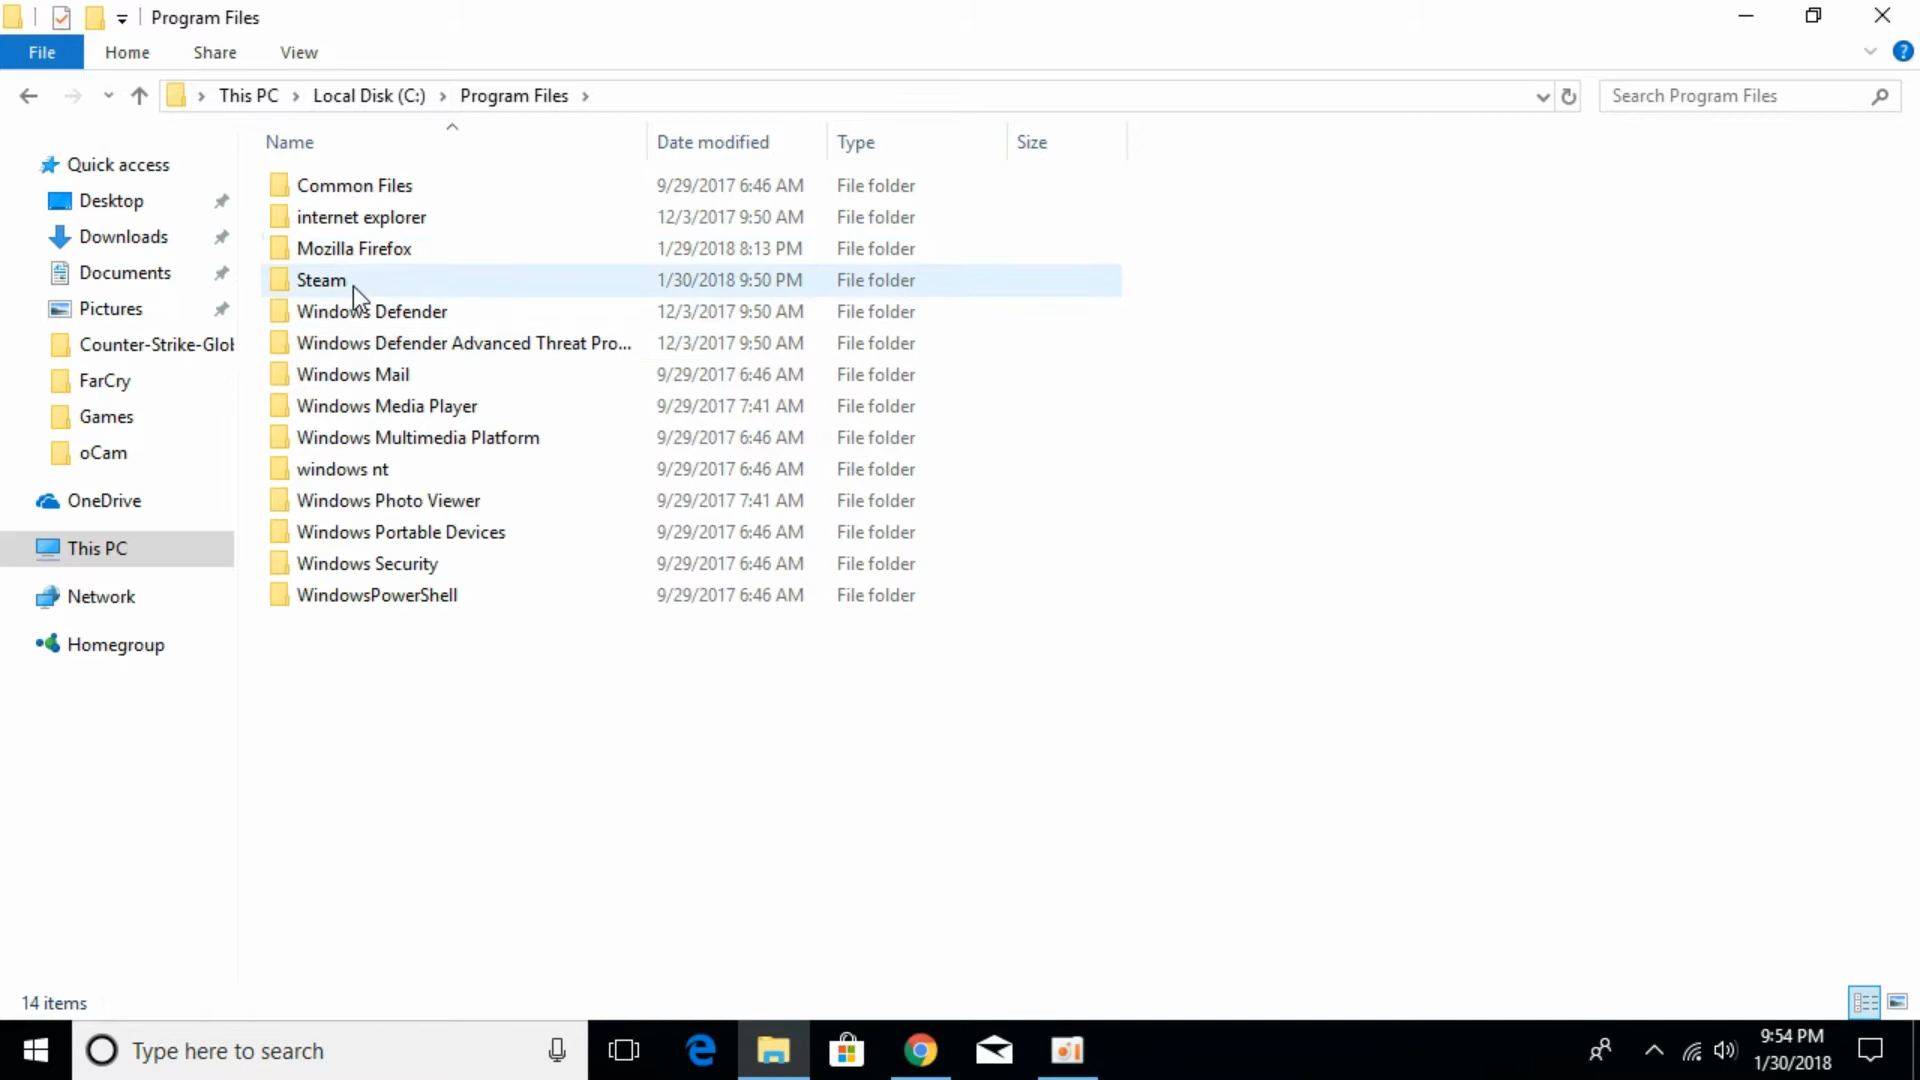 Program Files
File Home Share View
This PC Local Disk (C:) Program Files
Search Program Files
Name Date modified Type Size
Quick access
Desktop
Downloads
Documents
Pictures
Counter-Strike-Glob
FarCry
Games
oCam
OneDrive
This PC
Network
Homegroup
Common Files 9/29/2017 6:46 AM File folder
internet explorer 12/3/2017 9:50 AM File folder
Mozilla Firefox 1/29/2018 8:13 PM File folder
Steam 1/30/2018 9:50 PM File folder
Windows Defender 12/3/2017 9:50 AM File folder
Windows Defender Advanced Threat Pro... 12/3/2017 9:50 AM File folder
Windows Mail 9/29/2017 6:46 AM File folder
Windows Media Player 9/29/2017 7:41 AM File folder
Windows Multimedia Platform 9/29/2017 6:46 AM File folder
windows nt 9/29/2017 6:46 AM File folder
Windows Photo Viewer 9/29/2017 7:41 AM File folder
Windows Portable Devices 9/29/2017 6:46 AM File folder
Windows Security 9/29/2017 6:46 AM File folder
WindowsPowerShell 9/29/2017 6:46 AM File folder
14 items
Type here to search
9:54 PM
1/30/2018